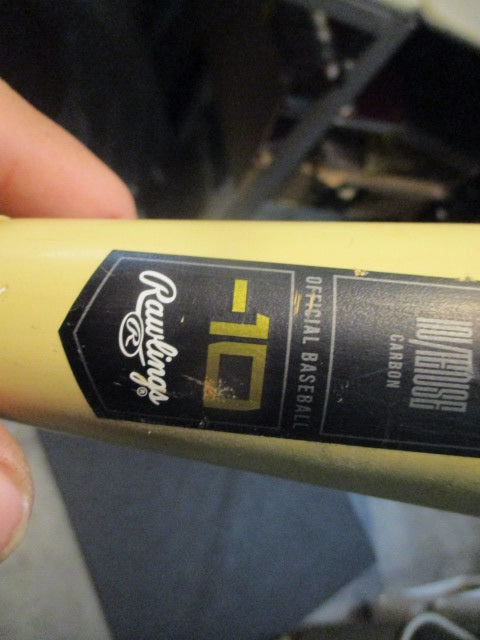 Rawlings®
R
-10
OFFICIAL BASEBALL
CARBON